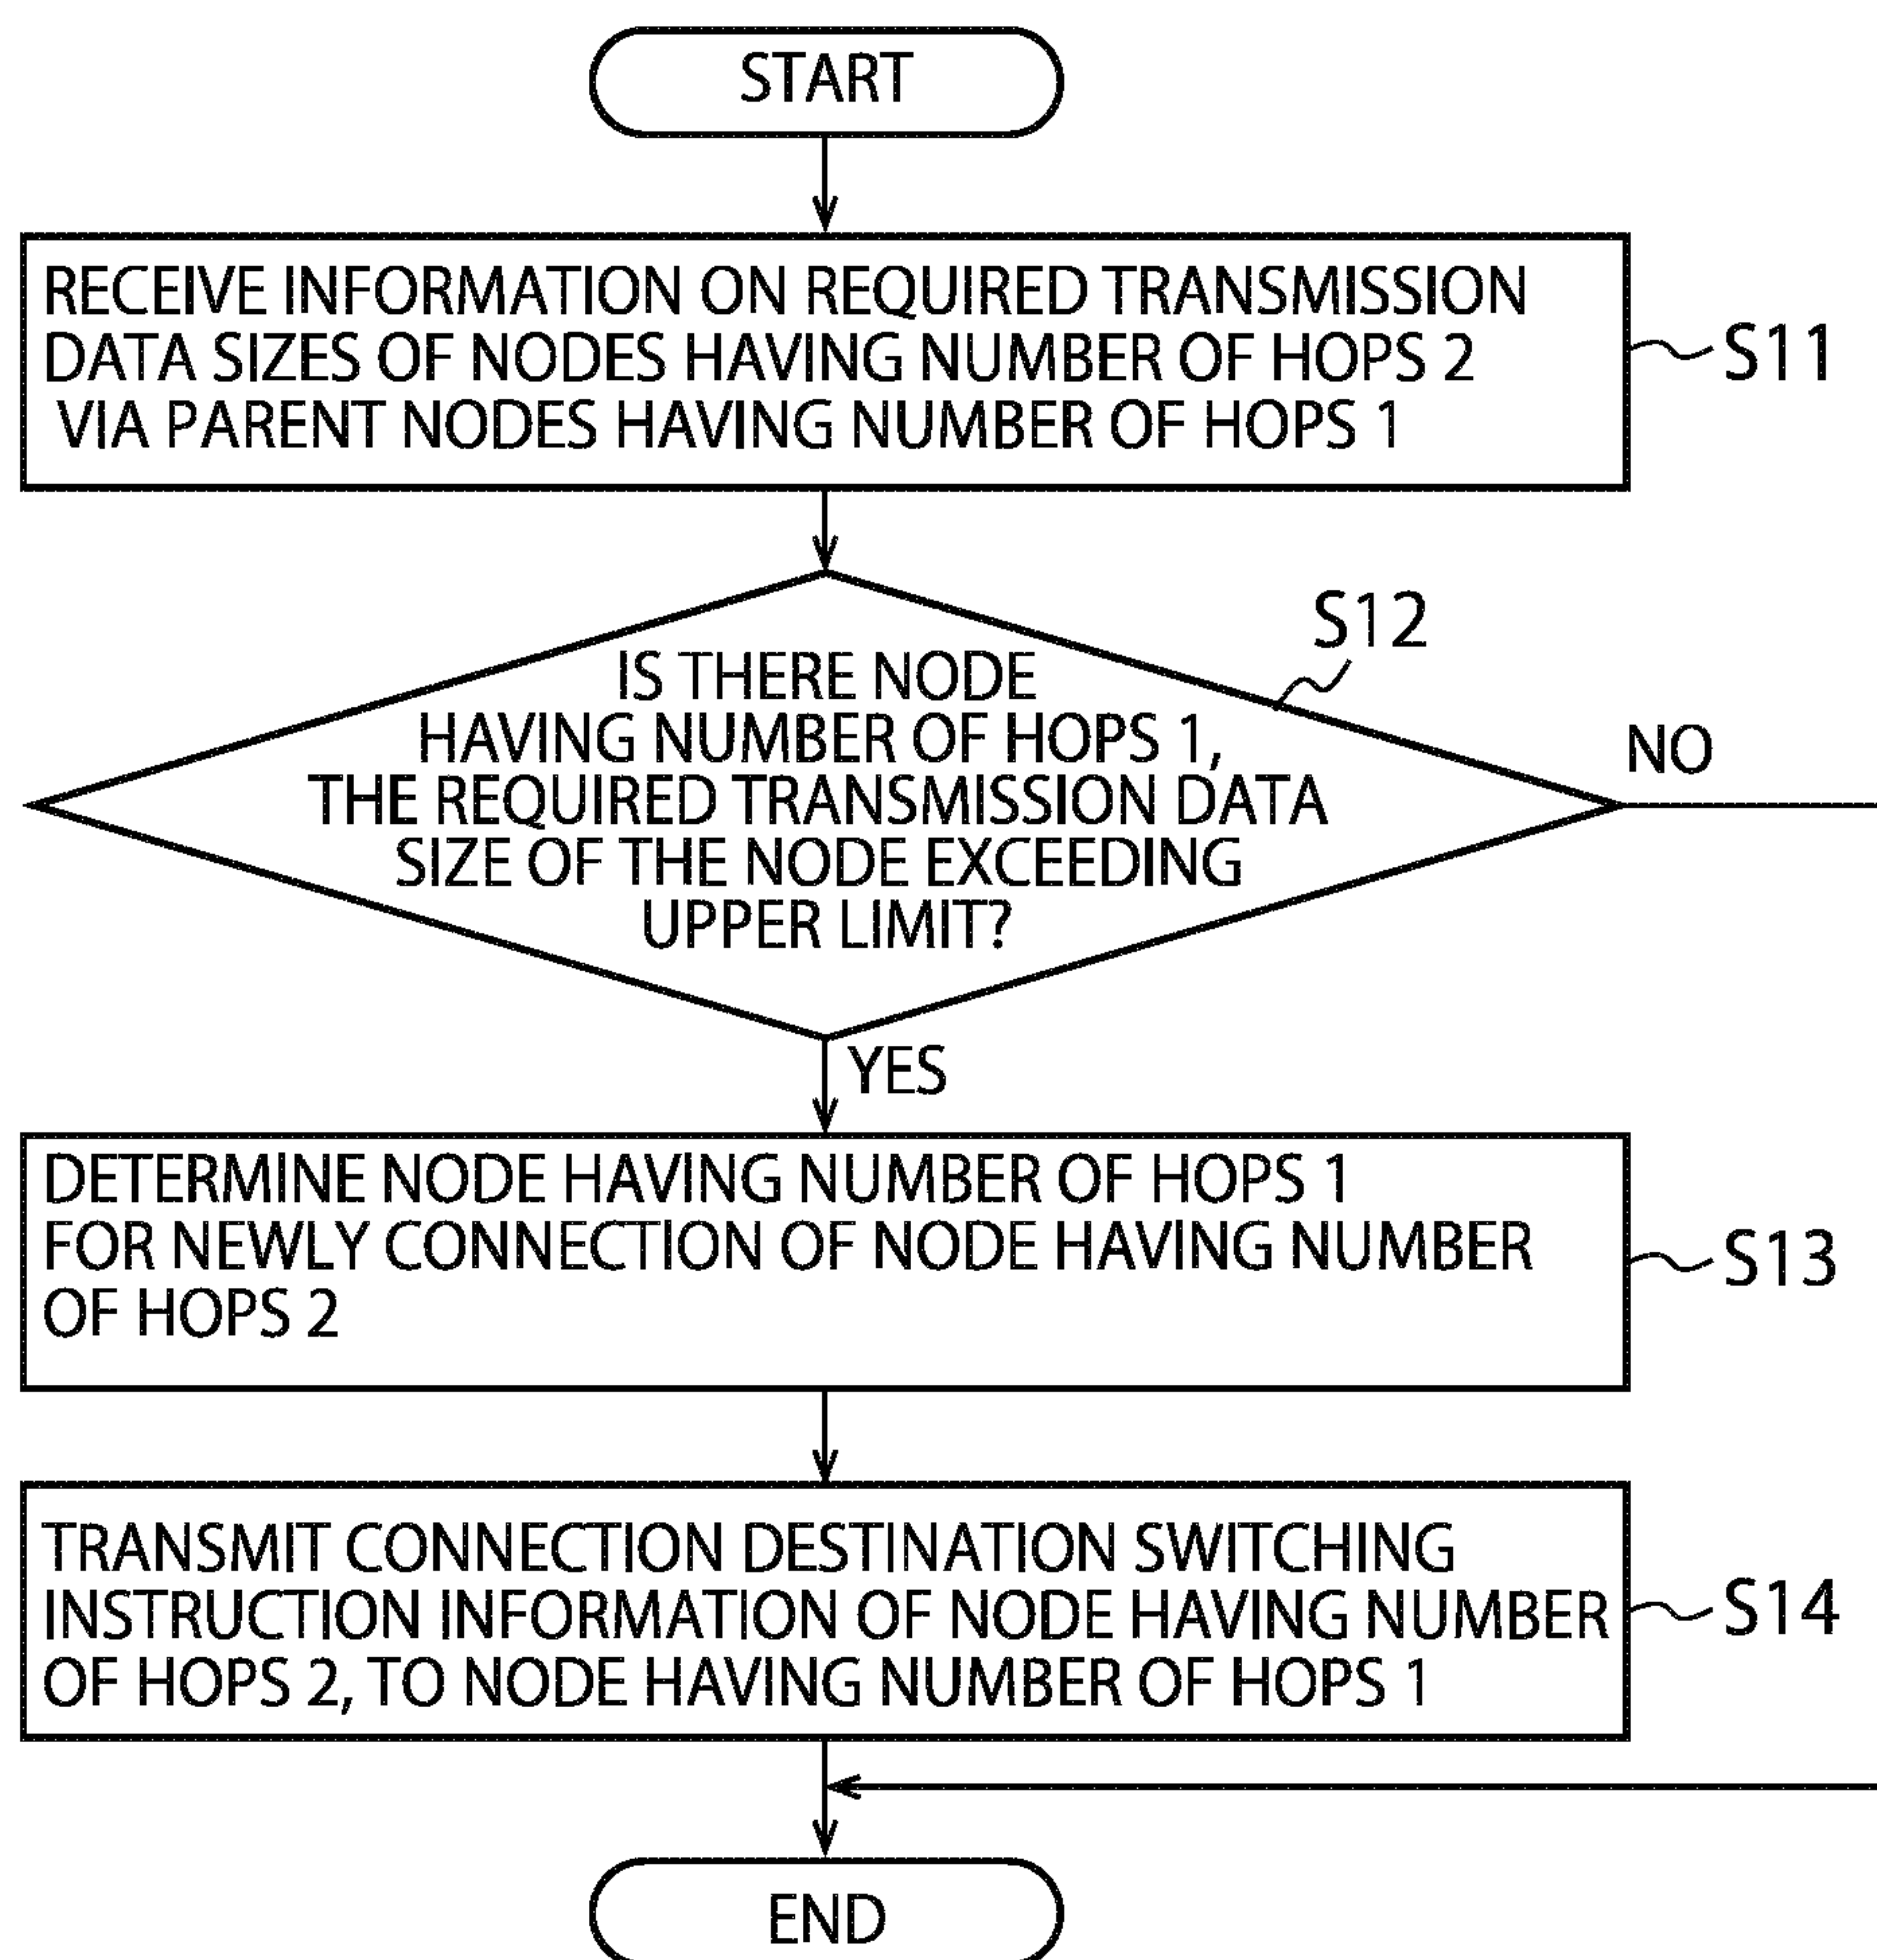 START
RECEIVE INFORMATION ON REQUIRED TRANSMISSION
DATA SIZES OF NODES HAVING NUMBER OF HOPS 2
VIA PARENT NODES HAVING NUMBER OF HOPS 1
S11
S12
IS THERE NODE
HAVING NUMBER OF HOPS 1,
THE REQUIRED TRANSMISSION DATA
SIZE OF THE NODE EXCEEDING
UPPER LIMIT?
NO
YES
DETERMINE NODE HAVING NUMBER OF HOPS 1
FOR NEWLY CONNECTION OF NODE HAVING NUMBER
OF HOPS 2
S13
TRANSMIT CONNECTION DESTINATION SWITCHING
INSTRUCTION INFORMATION OF NODE HAVING NUMBER
OF HOPS 2, TO NODE HAVING NUMBER OF HOPS 1
S14
END